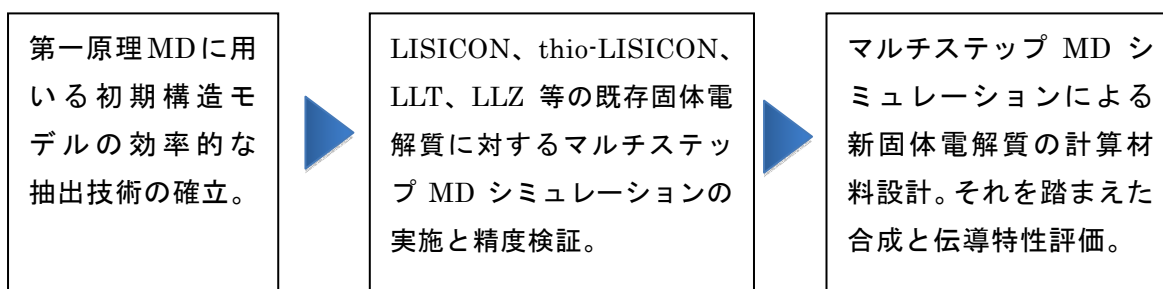 第一原理MDに用
いる初期構造モ
デルの効率的な
抽出技術の確立。
LISICON、thio-LISICON、
LLT、LLZ 等の既存固体電
解質に対するマルチステッ
プ MD シミュレーションの
実施と精度検証。
マルチステップ MD シ
ミュレーションによる
新固体電解質の計算材
料設計。それを踏まえた
合成と伝導特性評価。